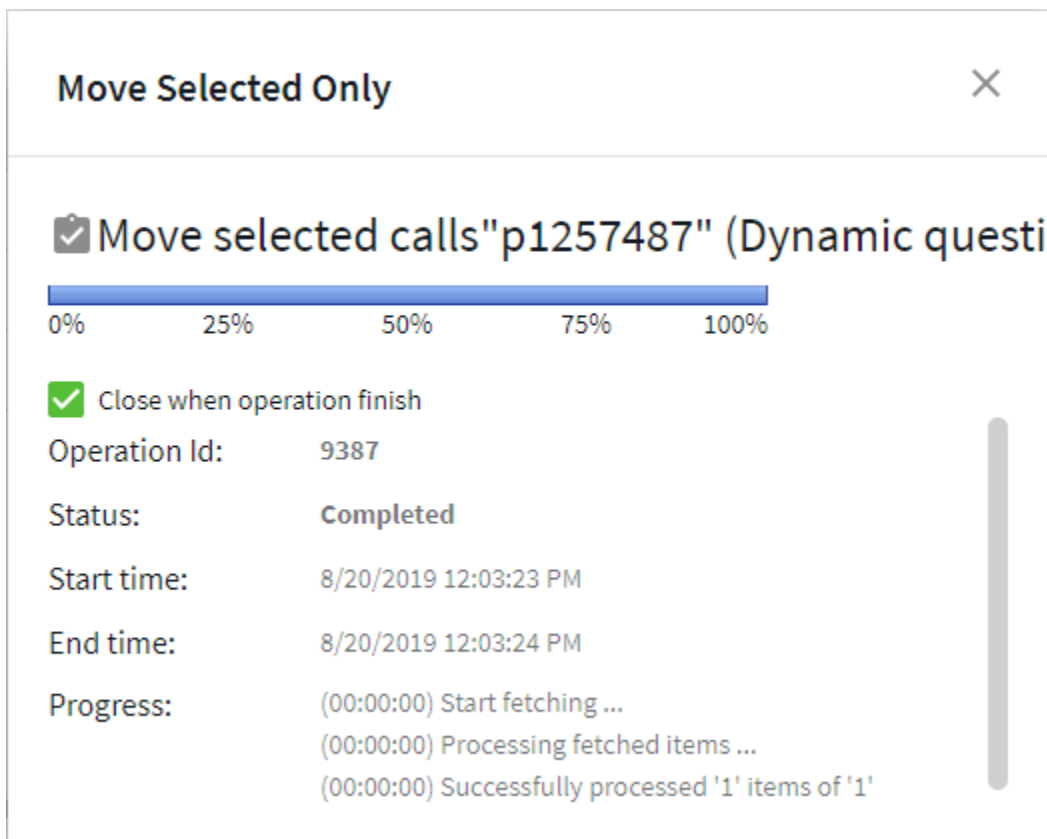 Move Selected Only
Move selected calls"p1257487" (Dynamic questi
0% 25% 50% 75% 100%
Close when operation finish
Operation Id: 9387
Status: Completed
Start time: 8/20/2019 12:03:23 PM
End time: 8/20/2019 12:03:24 PM
Progress: (00:00:00) Start fetching ...
(00:00:00) Processing fetched items ...
(00:00:00) Successfully processed '1' items of '1'